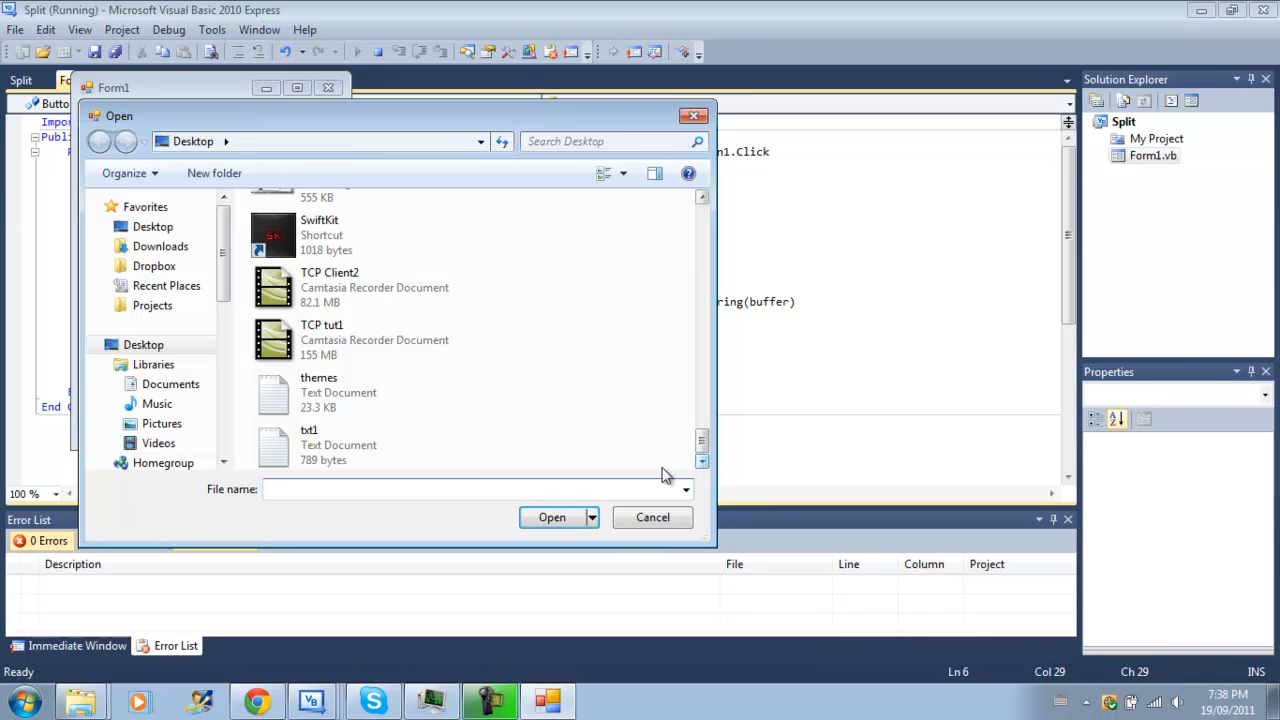 Split (Running) - Microsoft Visual Basic 2010 Express
File Edit View Project Debug Tools Window Help
Split
Form1
Solution Explorer
Butto
Open
Desktop
Search Desktop
Impor
Publi
Organize New folder
m1.Click
Split
My Project
Form1.vb
555 KB
Favorites
Desktop
Downloads
Dropbox
Recent Places
Projects
Desktop
Libraries
Documents
Music
Pictures
Videos
Homegroup
SwiftKit
Shortcut
1018 bytes
TCP Client2
Camtasia Recorder Document
82.1 MB
TCP tut1
Camtasia Recorder Document
155 MB
themes
Text Document
23.3 KB
txt1
Text Document
789 bytes
ring(buffer)
Properties
End C
File name:
Open Cancel
100 %
Error List
0 Errors
Description File Line Column Project
Immediate Window Error List
Ready Ln 6 Col 29 Ch 29 INS
7:38 PM
19/09/2011